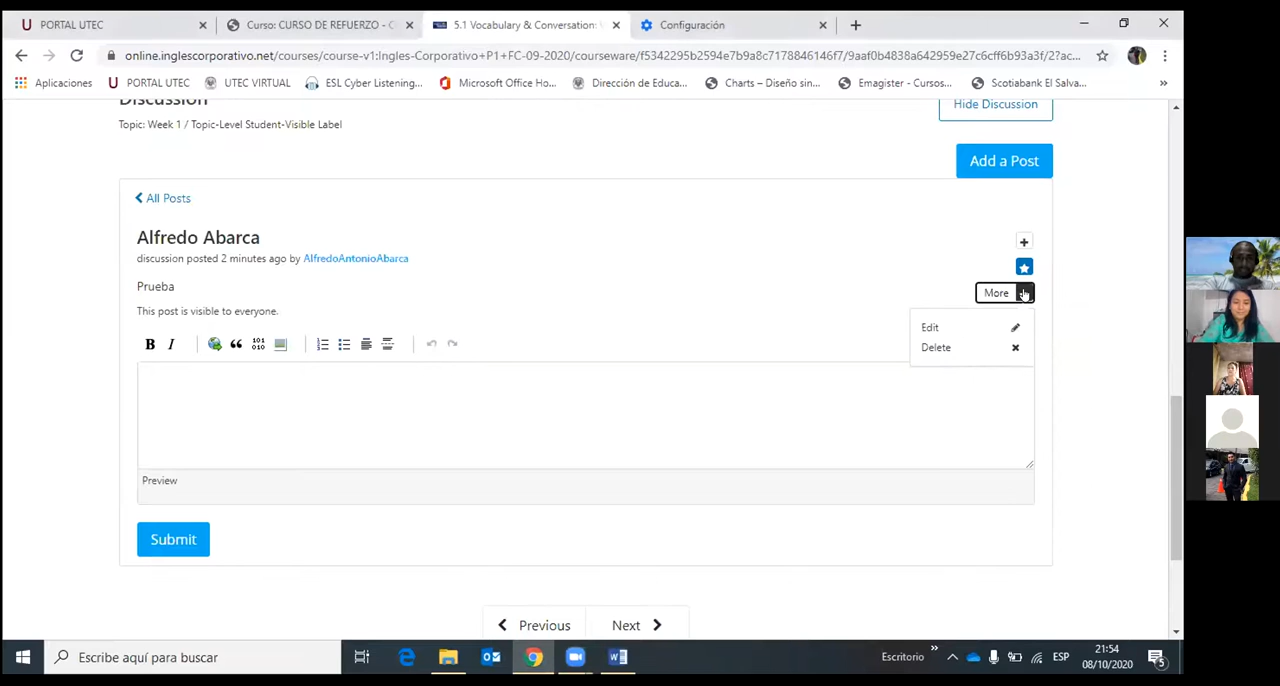 PORTAL UTEC
Curso: CURSO DE REFUERZO - C
5.1 Vocabulary & Conversation:
Configuración
online.inglescorporativo.net/courses/course-v1:Ingles-Corporativo+P1+FC-09-2020/courseware/f5342295b2594e7b9a8c7178846146f7/9aaf0b4838a642959e27c6cff6b93a3f/2?ac...
Aplicaciones
PORTAL UTEC
UTEC VIRTUAL
ESL Cyber Listening...
Microsoft Office Ho...
Dirección de Educa...
Charts – Diseño sin...
Emagister - Cursos...
Scotiabank El Salva...
Discussion
Hide Discussion
Topic: Week 1 / Topic-Level Student-Visible Label
Add a Post
All Posts
Alfredo Abarca
discussion posted 2 minutes ago by AlfredoAntonioAbarca
Prueba
More
This post is visible to everyone.
Edit
Delete
B I
Preview
Submit
Previous
Next
Escribe aquí para buscar
Escritorio
ESP
21:54
08/10/2020
5